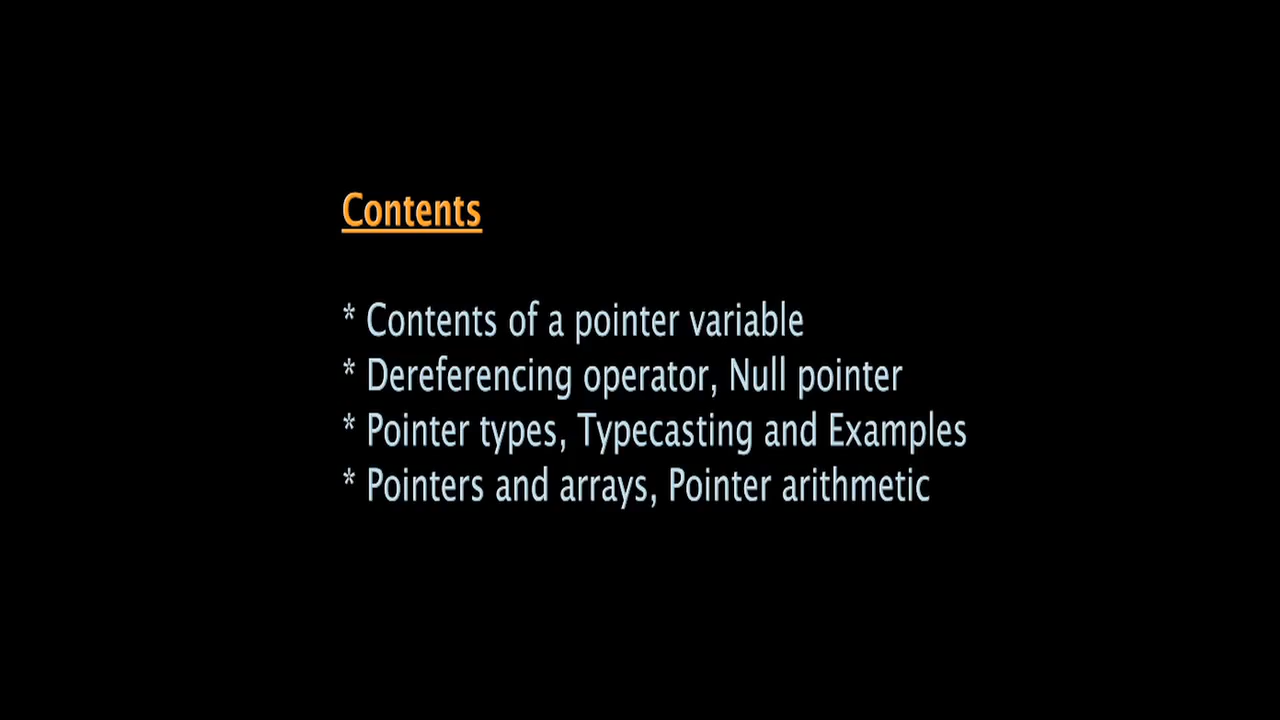 Contents
* Contents of a pointer variable
* Dereferencing operator, Null pointer
* Pointer types, Typecasting and Examples
* Pointers and arrays, Pointer arithmetic